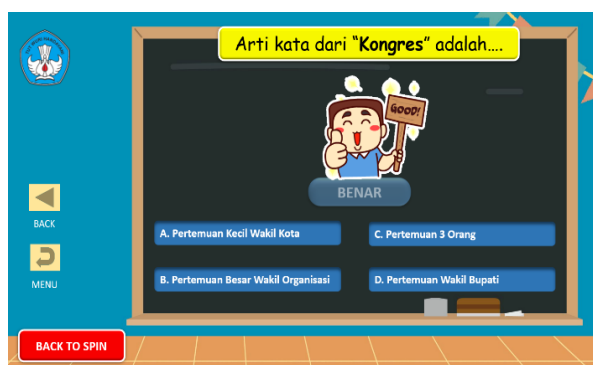 Arti kata dari "Kongres" adalah....
GOOD!
BENAR
A. Pertemuan Kecil Wakil Kota
C. Pertemuan 3 Orang
B. Pertemuan Besar Wakil Organisasi
D. Pertemuan Wakil Bupati
BACK
MENU
BACK TO SPIN